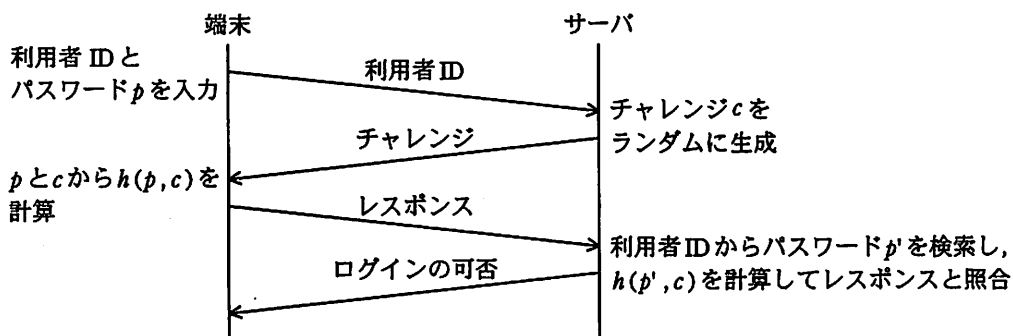 端末
サーバ
利用者IDと
パスワードpを入力
利用者ID
チャレンジcを
ランダムに生成
チャレンジ
pとcからh(p,c)を
計算
レスポンス
利用者IDからパスワードp'を検索し,
h(p',c)を計算してレスポンスと照合
ログインの可否